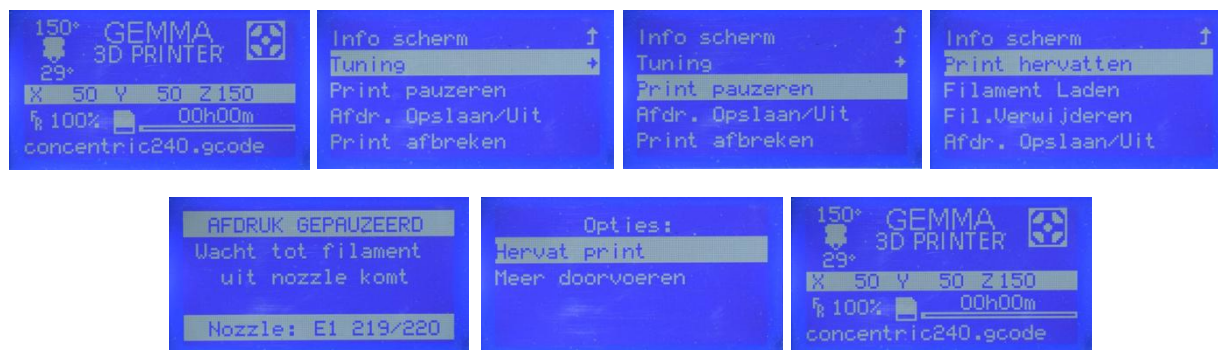 150°
GEMMA
3D PRINTER
29°
X 50 Y 50 Z150
FR 100% 00h00m
concentric240.gcode
Info scherm
Tuning
Print pauzeren
Afdr. Opslaan/Uit
Print afbreken
Info scherm
Tuning
Print pauzeren
Afdr. Opslaan/Uit
Print afbreken
Info scherm
Print hervatten
Filament Laden
Fil.Verwijderen
Afdr. Opslaan/Uit
AFDRUK GEPAUZEERD
Wacht tot filament
uit nozzle komt
Nozzle: E1 219/220
Opties:
Hervat print
Meer doorvoeren
150°
GEMMA
3D PRINTER
29°
X 50 Y 50 Z150
FR 100% 00h00m
concentric240.gcode